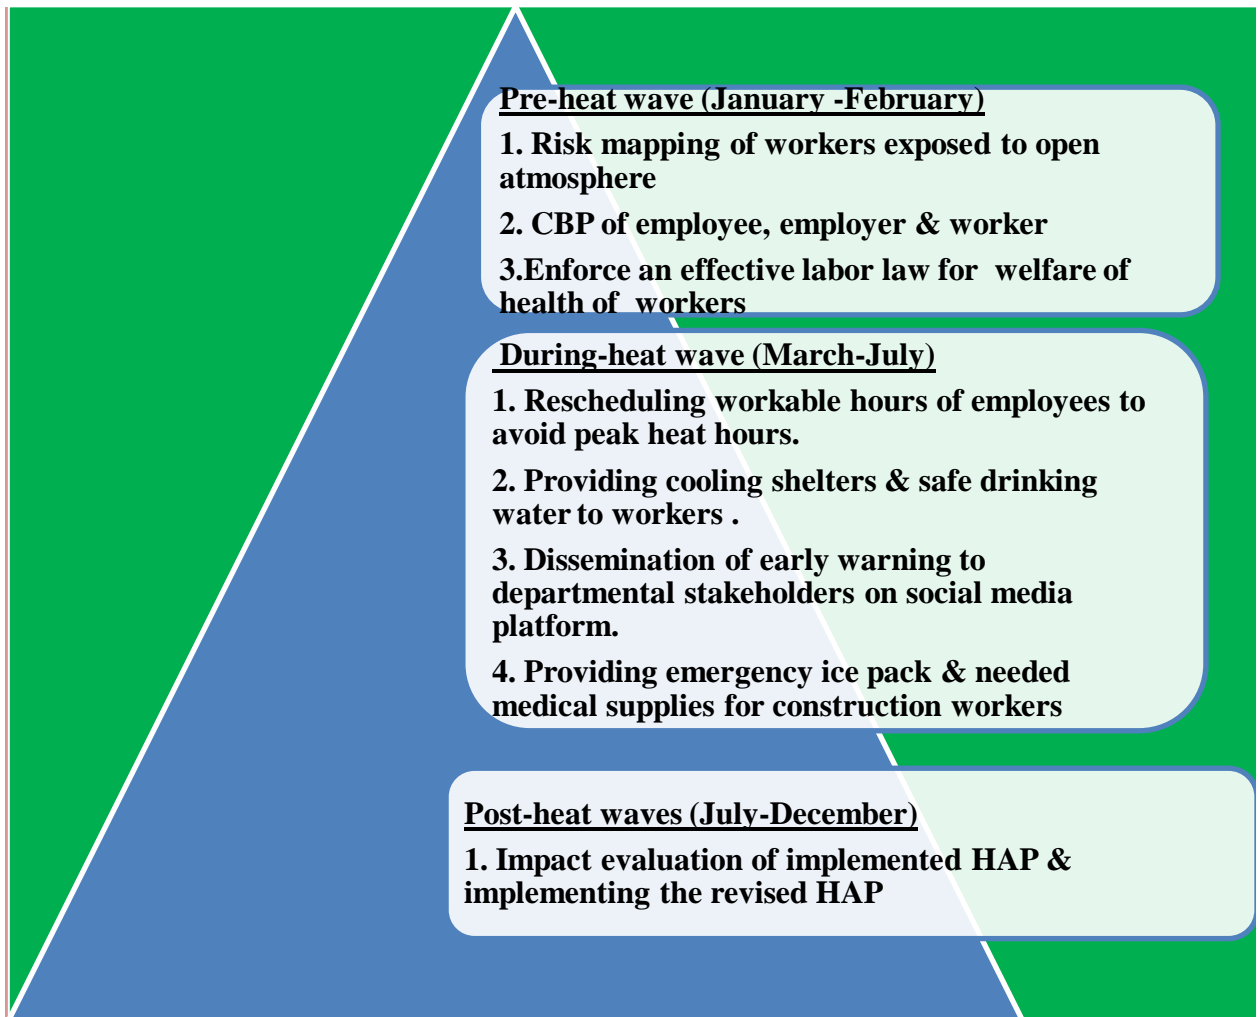 Pre-heat wave (January -February)
1. Risk mapping of workers exposed to open
atmosphere
2. CBP of employee, employer & worker
3.Enforce an effective labor law for welfare of
health of workers
During-heat wave (March-July)
1. Rescheduling workable hours of employees to
avoid peak heat hours.
2. Providing cooling shelters & safe drinking
water to workers .
3. Dissemination of early warning to
departmental stakeholders on social media
platform.
4. Providing emergency ice pack & needed
medical supplies for construction workers
Post-heat waves (July-December)
1. Impact evaluation of implemented HAP &
implementing the revised HAP